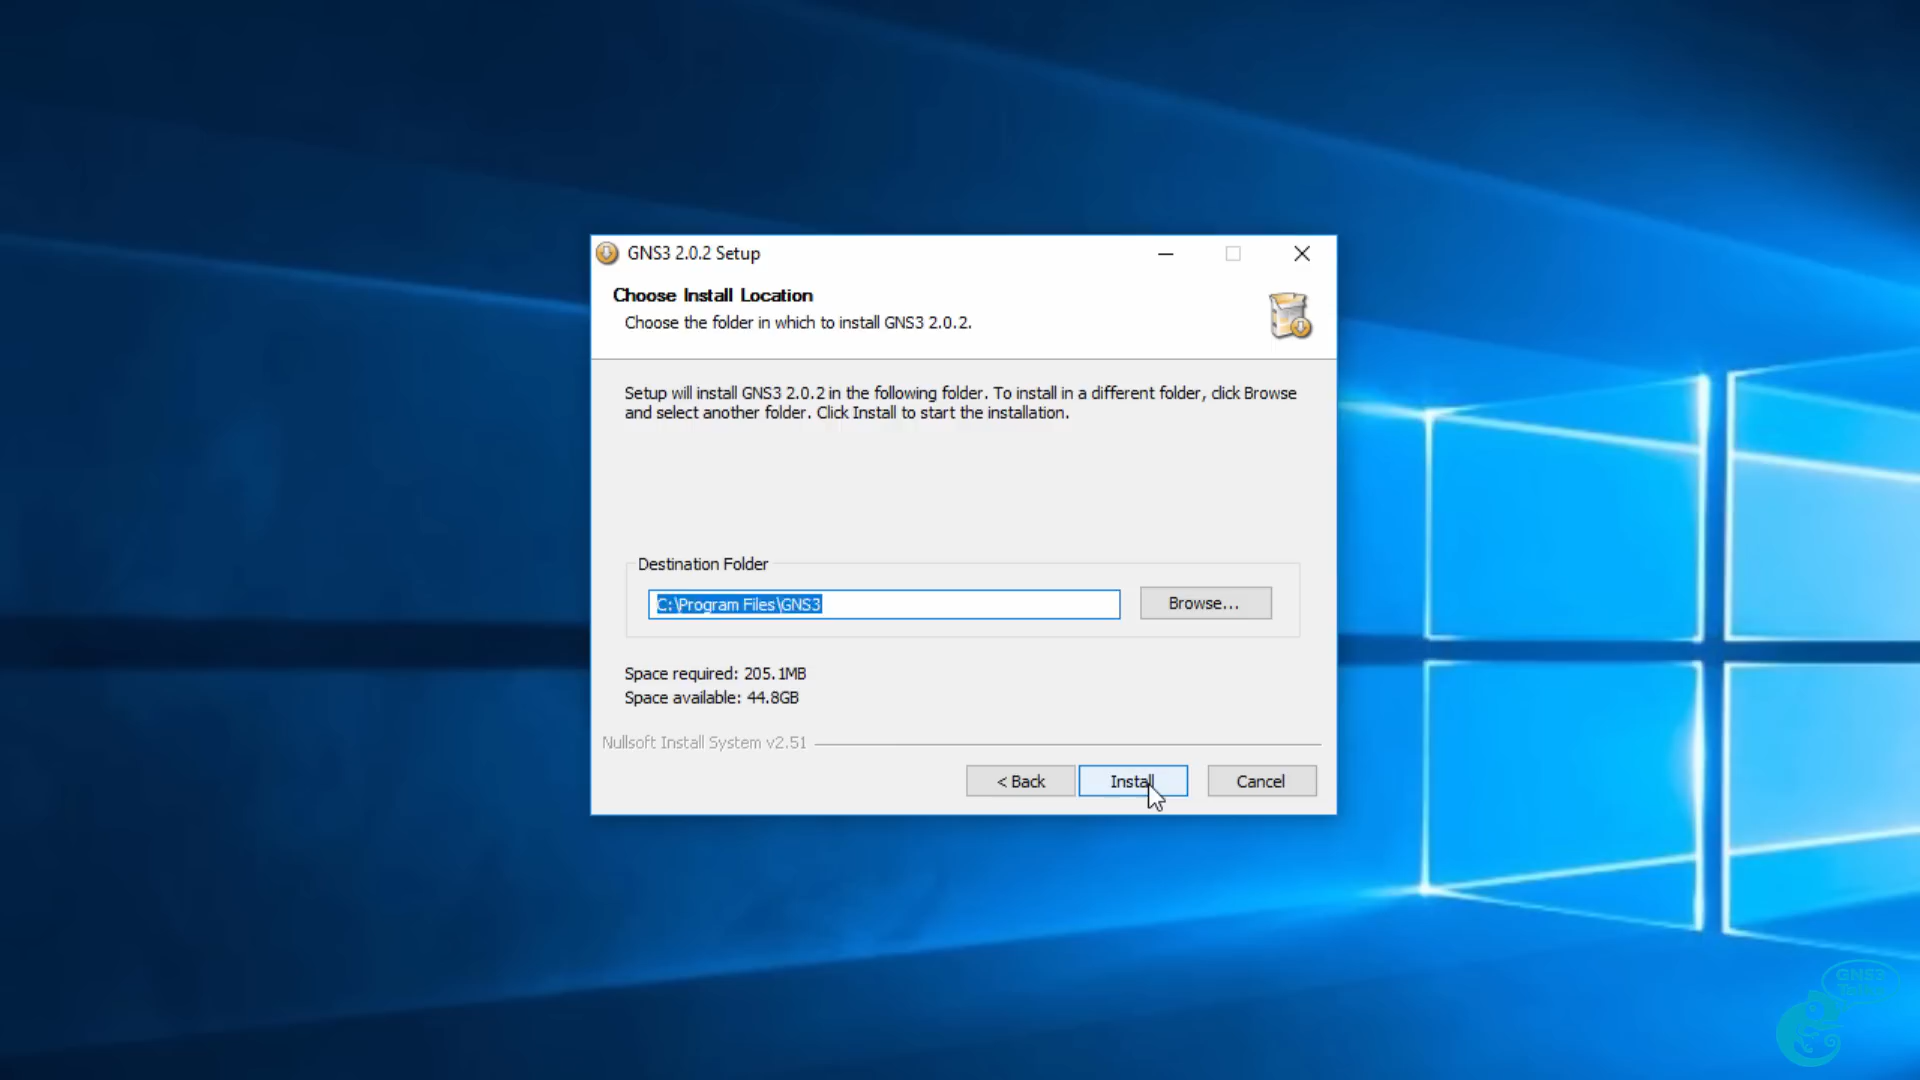 GNS3 2.0.2 Setup
Choose Install Location
Choose the folder in which to install GNS3 2.0.2.
Setup will install GNS3 2.0.2 in the following folder. To install in a different folder, click Browse
and select another folder. Click Install to start the installation.
Destination Folder
C:\Program Files\GNS3
Browse...
Space required: 205.1MB
Space available: 44.8GB
Nullsoft Install System v2.51
< Back
Install
Cancel
GNS3